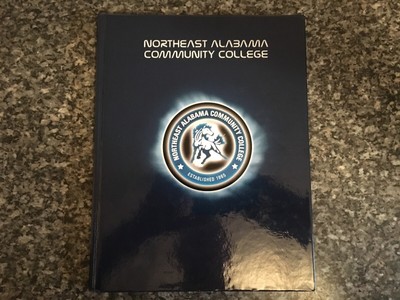 NORTHEAST ALABAMA
COMMUNITY COLLEGE
NORTHEAST ALABAMA COMMUNITY COLLEGE
ESTABLISHED 1963